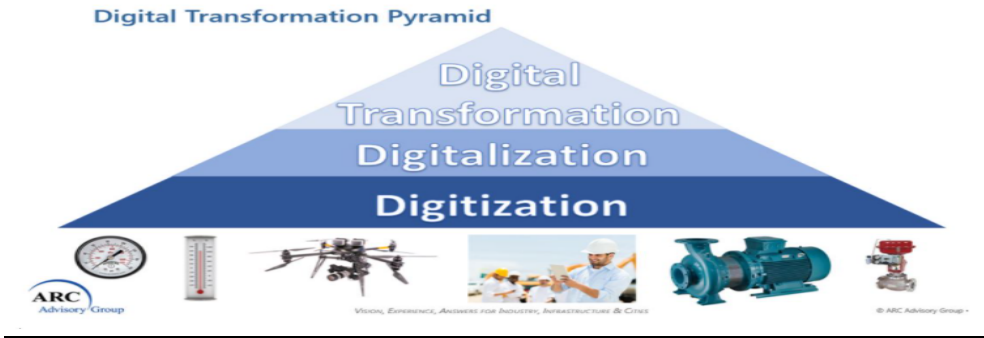 Digital Transformation Pyramid
Digital
Transformation
Digitalization
Digitization
ARC
Advisory Group
VISION, EXPERIENCE, ANSWERS FOR INDUSTRY, INFRASTRUCTURE & CITIES
© ARC Advisory Group •